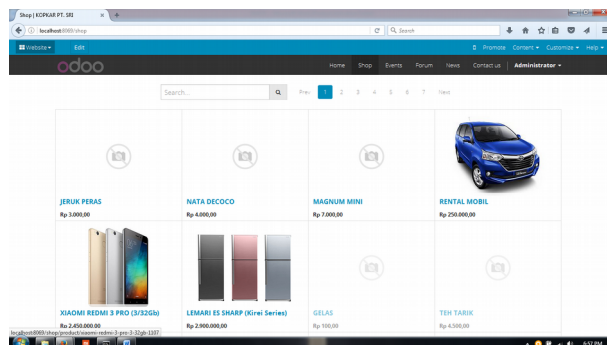 Shop | KOPKAR PT. SRI × +
localhost:8069/shop Search
Website Edit 0 Promote Content Customize Help
odoo Home Shop Events Forum News Contact us Administrator
Search... Prev 1 2 3 4 5 6 7 Next
JERUK PERAS NATA DECOCO MAGNUM MINI RENTAL MOBIL
Rp 3.000,00 Rp 4.000,00 Rp 7.000,00 Rp 250.000,00
XIAOMI REDMI 3 PRO (3/32Gb) LEMARI ES SHARP (Kirei Series) GELAS TEH TARIK
Rp 2.450.000,00 Rp 2.900.000,00 Rp 100,00 Rp 4.500,00
localhost:8069/shop/product/xiaomi-redmi-3-pro-3-32gb-1107
6:57 PM